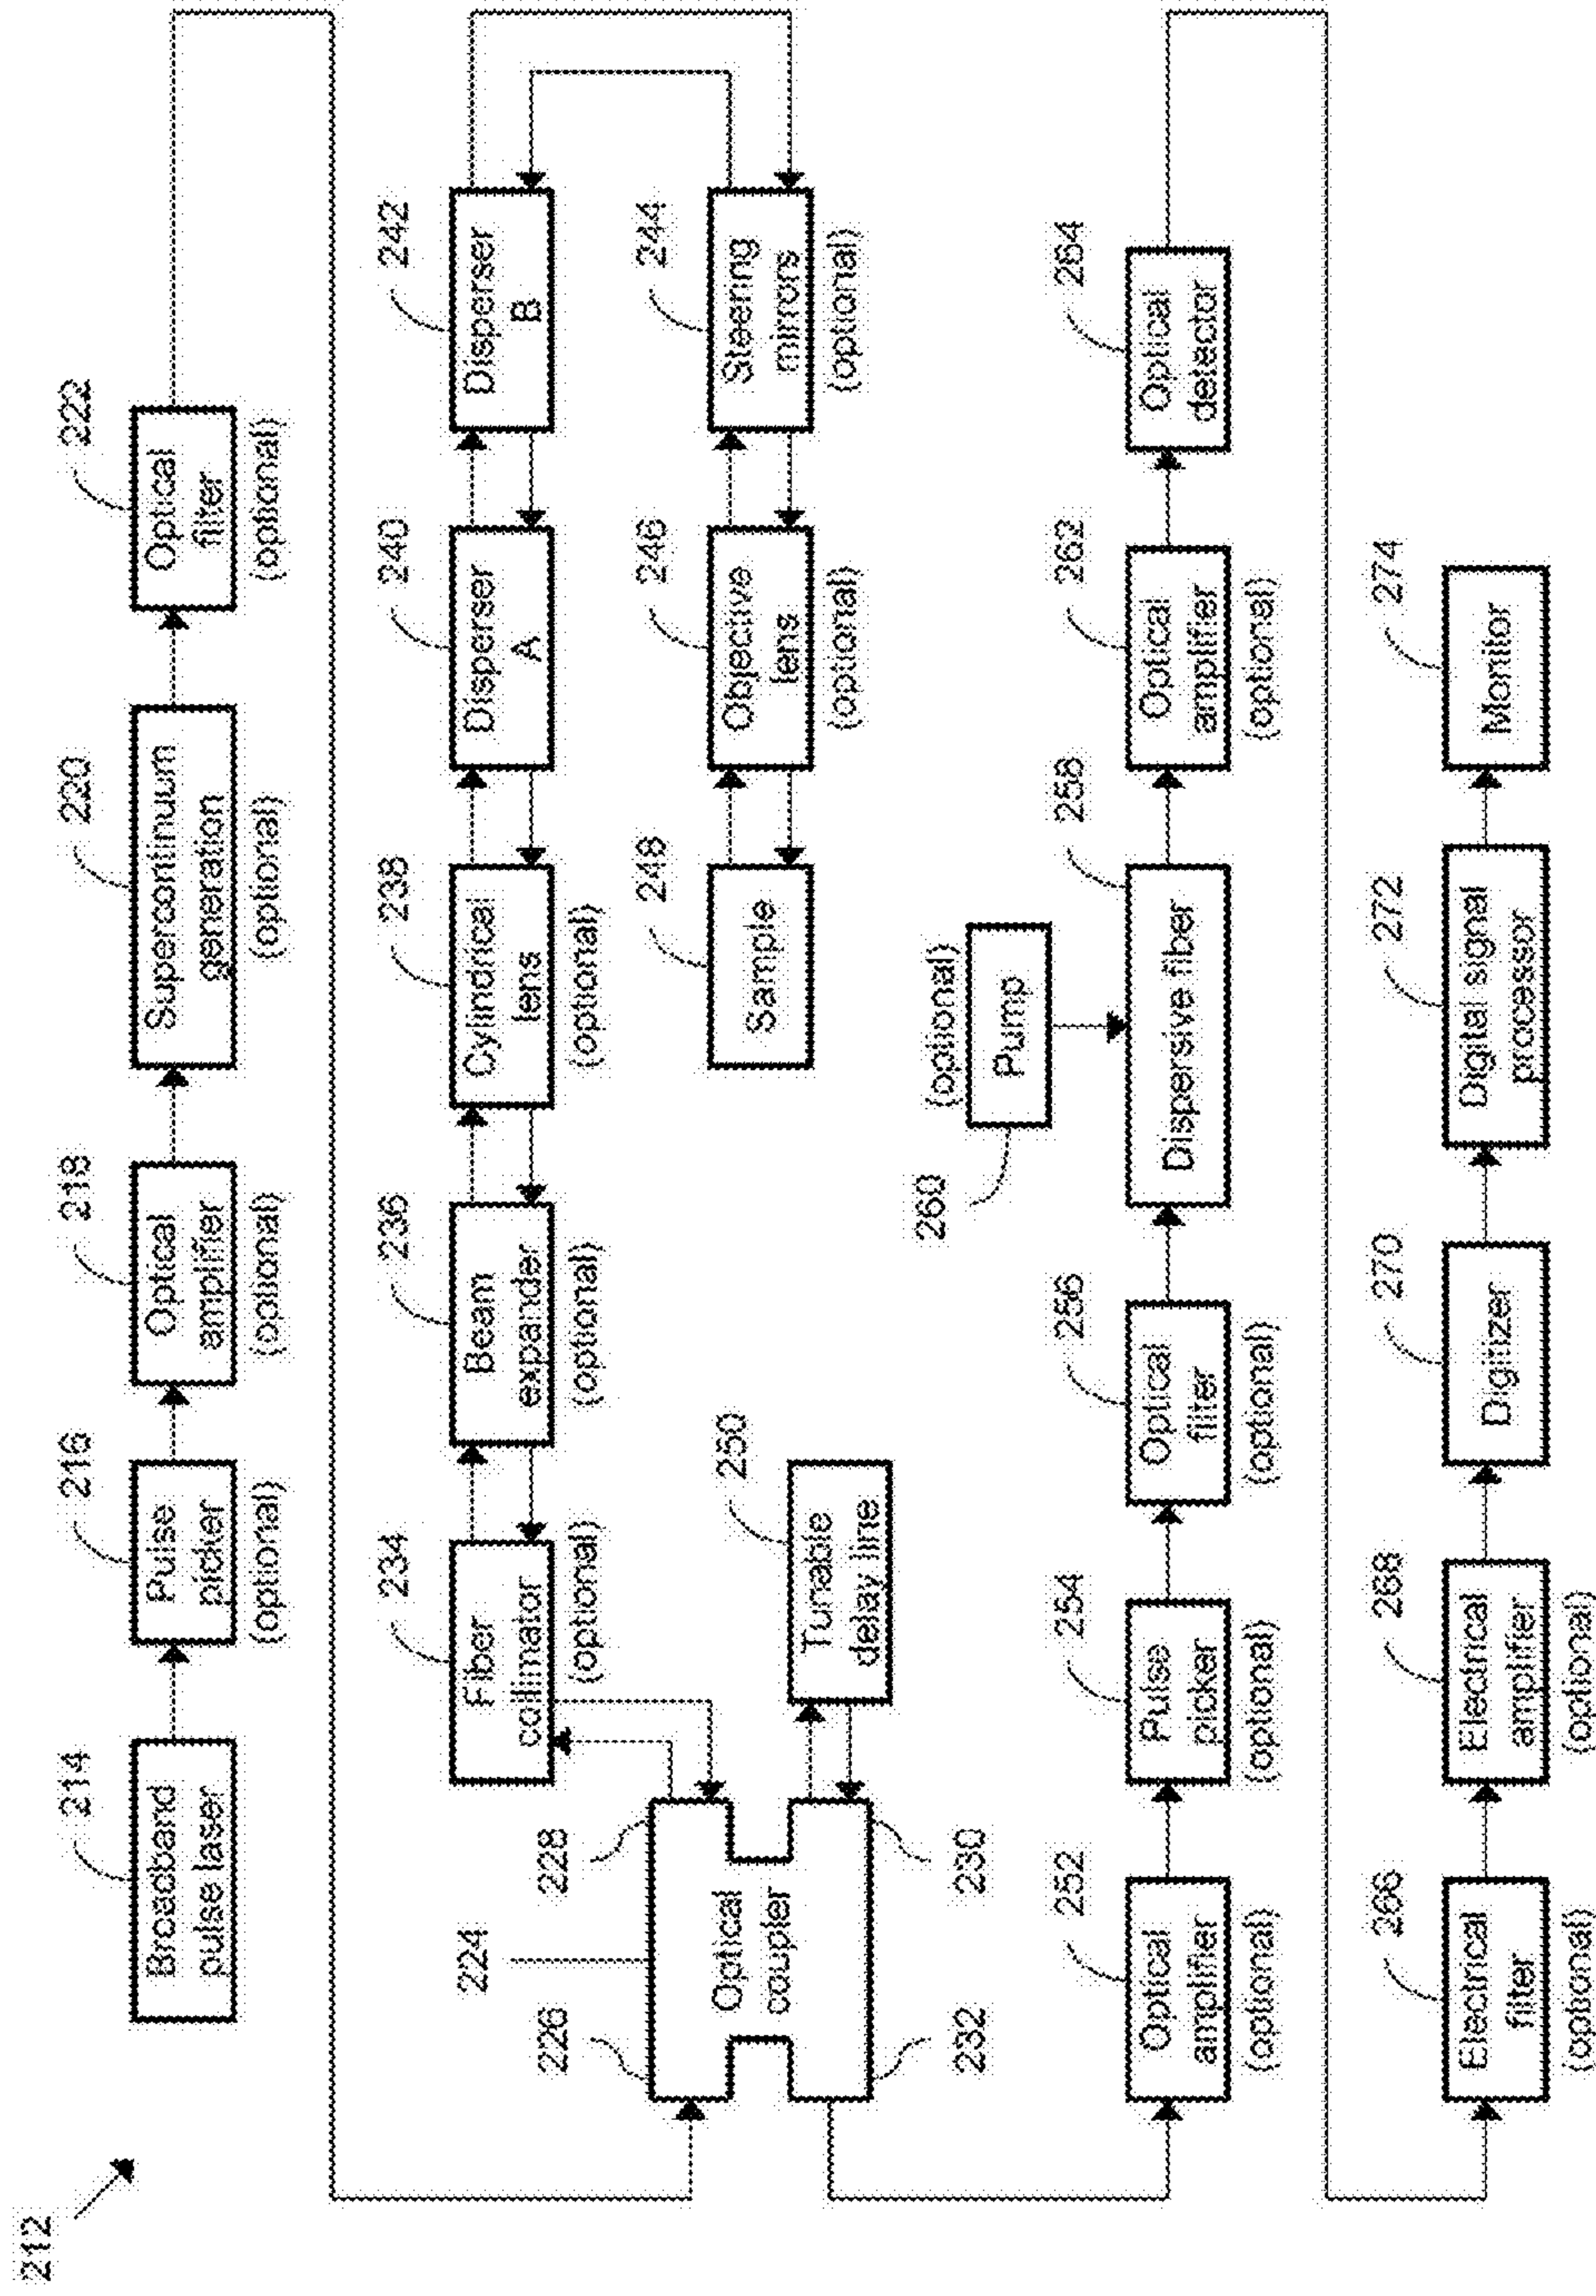 212
214
Broadband
pulse laser
216
Pulse
picker
(optional)
218
Optical
amplifier
(optional)
220
Supercontinuum
generation
(optional)
222
Optical
filter
(optional)
224
226
228
Optical
coupler
230
232
234
Fiber
collimator
(optional)
236
Beam
expander
(optional)
238
Cylindrical
lens
(optional)
240
Disperser
A
242
Disperser
B
244
Steering
mirrors
(optional)
246
Objective
lens
(optional)
248
Sample
250
Tunable
delay line
252
Optical
amplifier
(optional)
254
Pulse
picker
(optional)
256
Optical
filter
(optional)
258
Dispersive fiber
(optional)
Pump
260
262
Optical
amplifier
(optional)
264
Optical
detector
266
Electrical
filter
(optional)
268
Electrical
amplifier
(optional)
270
Digitizer
272
Digital signal
processor
274
Monitor